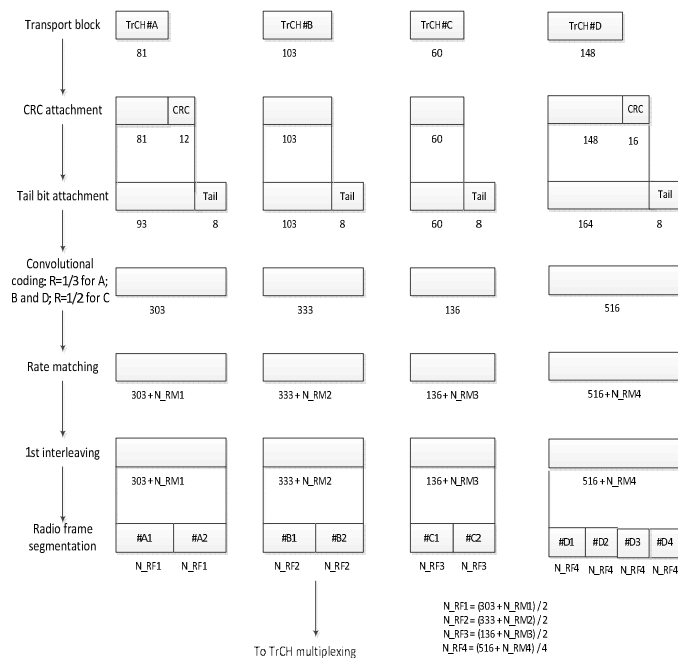 Transport block
TrCH#A
TrCH#B
TrCH#C
TrCH#D
81
103
60
148
CRC attachment
CRC
CRC
81
12
103
60
148
16
Tail bit attachment
Tail
Tail
Tail
Tail
93
8
103
8
60
8
164
8
Convolutional
coding; R=1/3 for A;
B and D; R=1/2 for C
303
333
136
516
Rate matching
303 + N_RM1
333 + N_RM2
136 + N_RM3
516 + N_RM4
1st interleaving
303 + N_RM1
333 + N_RM2
136 + N_RM3
516 + N_RM4
Radio frame
segmentation
#A1
#A2
#B1
#B2
#C1
#C2
#D1
#D2
#D3
#D4
N_RF1
N_RF1
N_RF2
N_RF2
N_RF3
N_RF3
N_RF4
N_RF4
N_RF4
N_RF4
N_RF1 = (303 + N_RM1) / 2
N_RF2 = (333 + N_RM2) / 2
N_RF3 = (136 + N_RM3) / 2
N_RF4 = (516 + N_RM4) / 4
To TrCH multiplexing